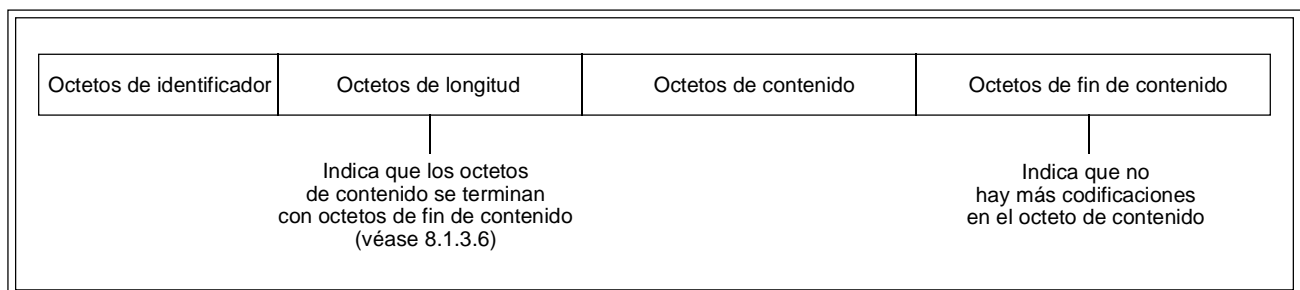 Octetos de identificador
Octetos de longitud
Octetos de contenido
Octetos de fin de contenido
Indica que los octetos
de contenido se terminan
con octetos de fin de contenido
(véase 8.1.3.6)
Indica que no
hay más codificaciones
en el octeto de contenido